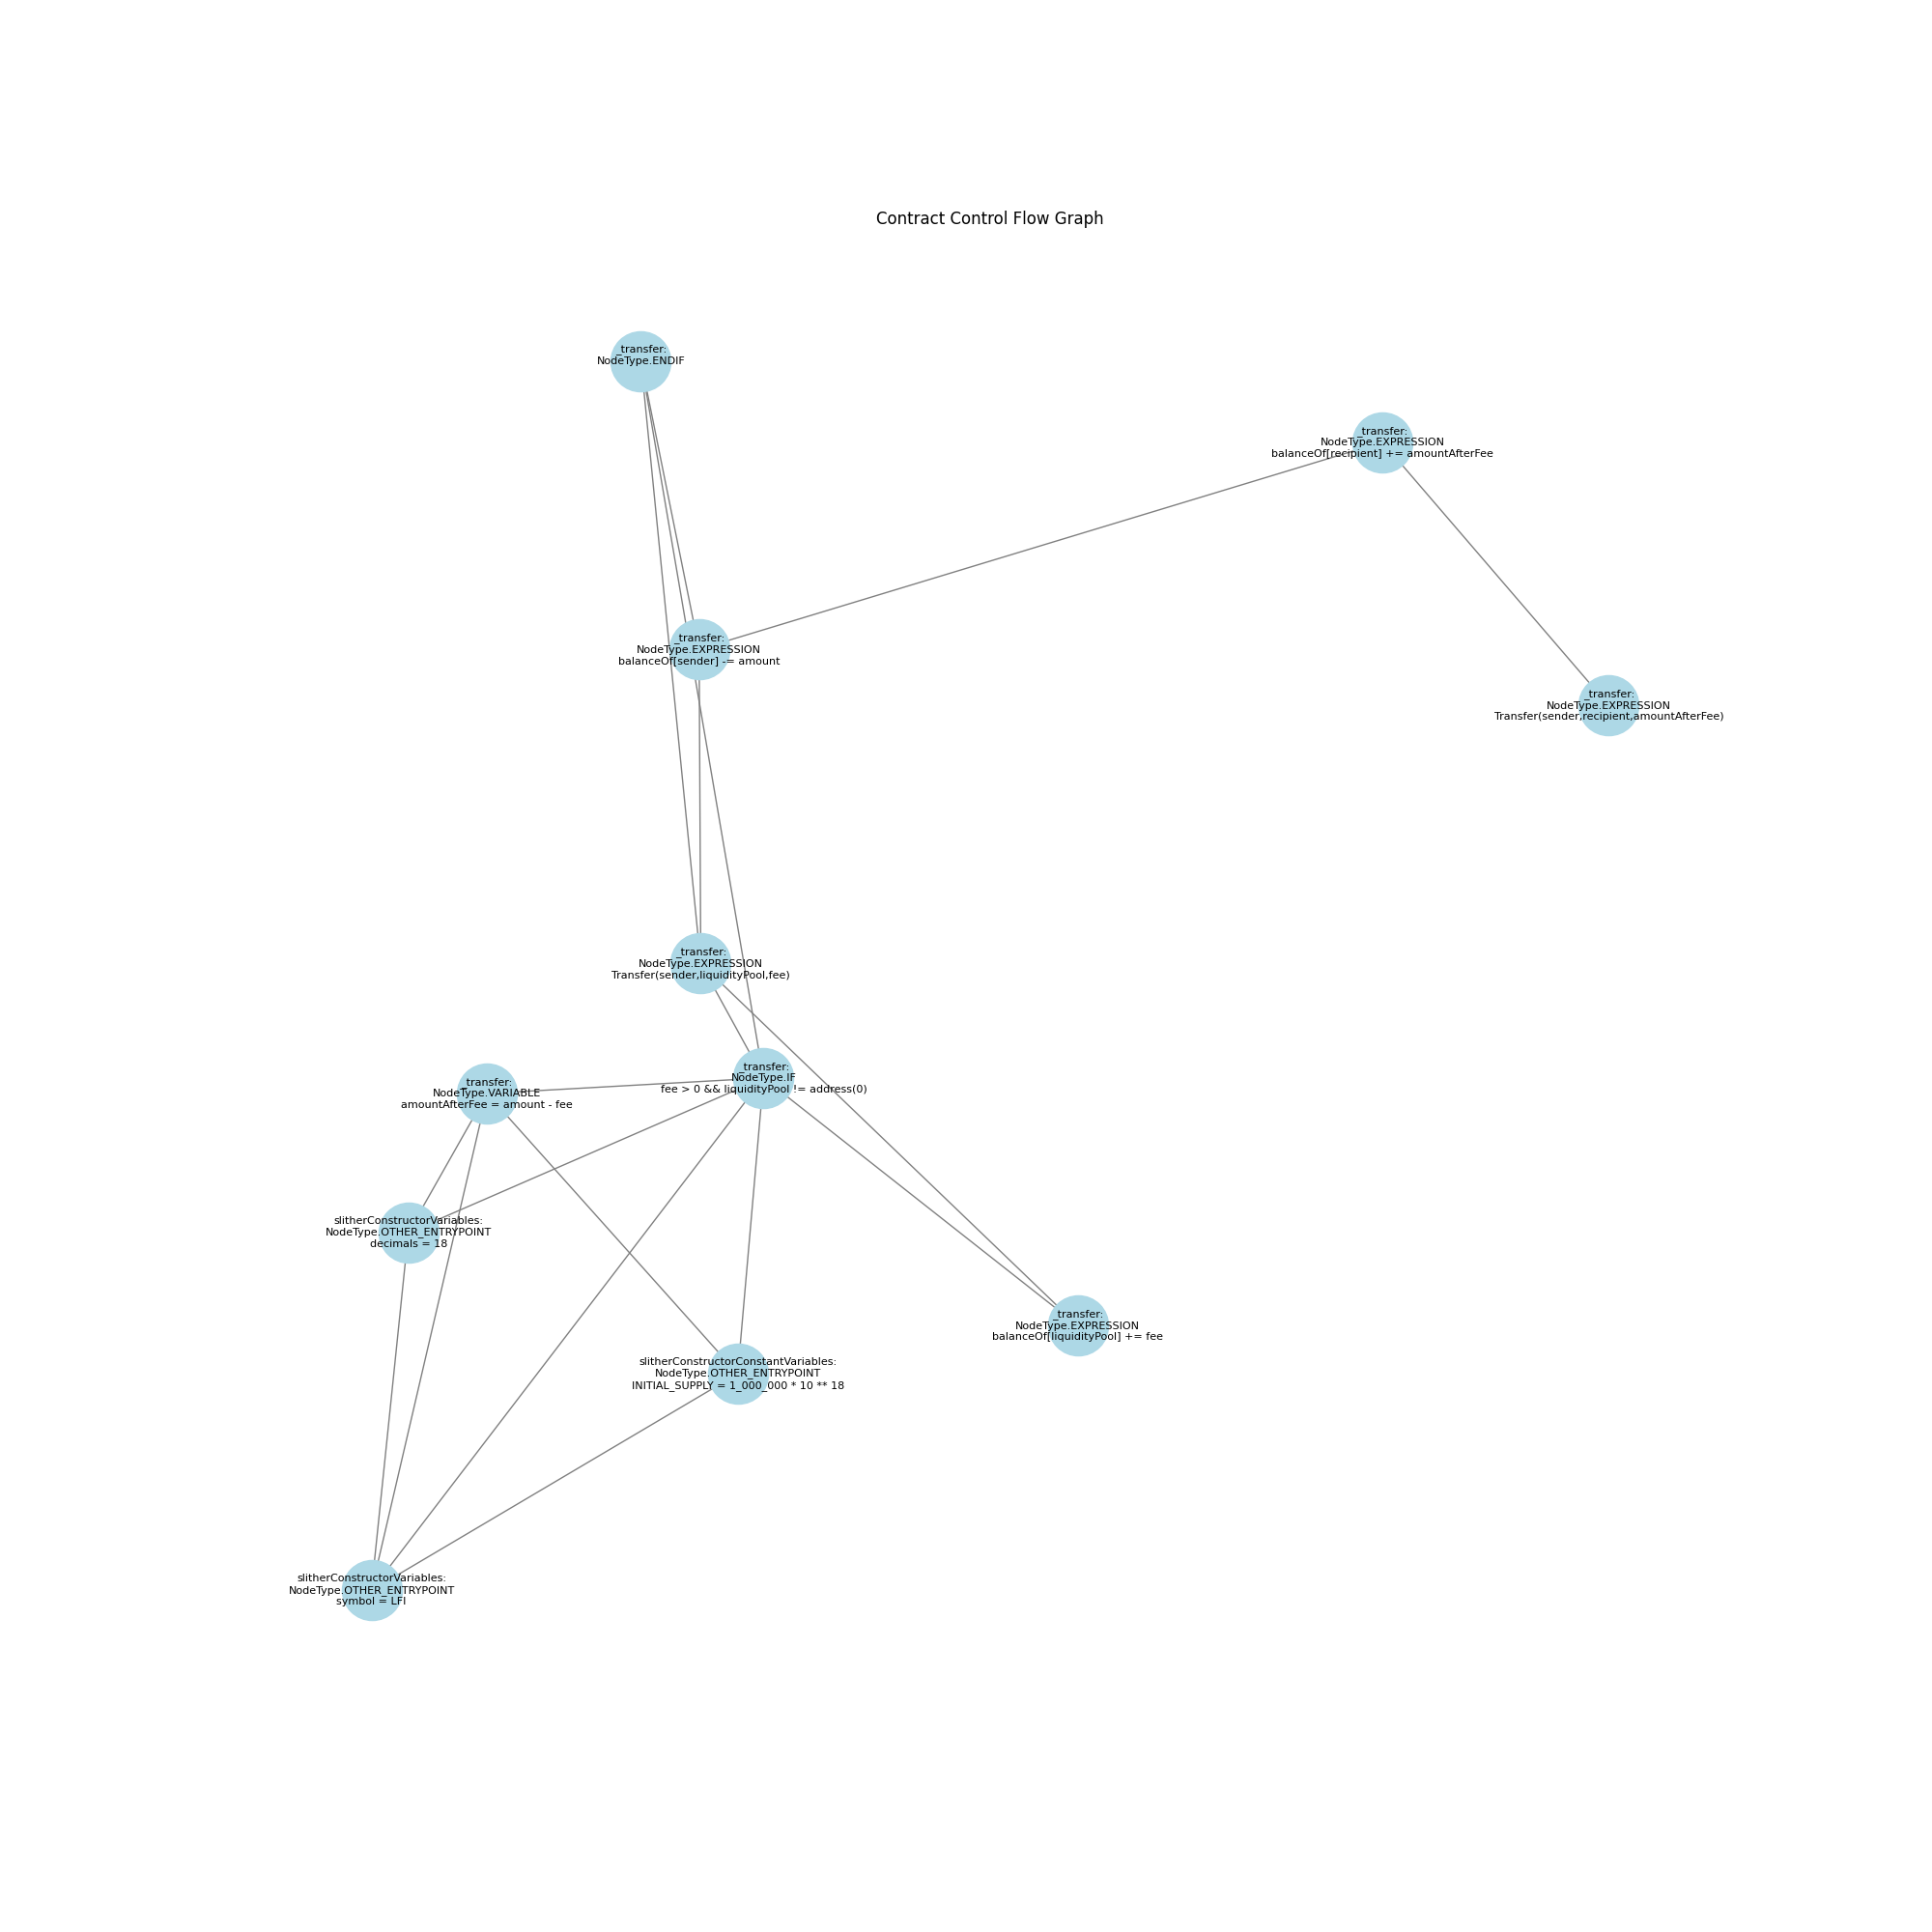 Contract Control Flow Graph
_transfer:
NodeType.ENDIF
_transfer:
NodeType.EXPRESSION
balanceOf[recipient] += amountAfterFee
_transfer:
NodeType.EXPRESSION
balanceOf[sender] -= amount
_transfer:
NodeType.EXPRESSION
Transfer(sender,recipient,amountAfterFee)
_transfer:
NodeType.EXPRESSION
Transfer(sender,liquidityPool,fee)
_transfer:
NodeType.IF
fee > 0 && liquidityPool != address(0)
_transfer:
NodeType.VARIABLE
amountAfterFee = amount - fee
slitherConstructorVariables:
NodeType.OTHER_ENTRYPOINT
decimals = 18
_transfer:
NodeType.EXPRESSION
balanceOf[liquidityPool] += fee
slitherConstructorConstantVariables:
NodeType.OTHER_ENTRYPOINT
INITIAL_SUPPLY = 1_000_000 * 10 ** 18
slitherConstructorVariables:
NodeType.OTHER_ENTRYPOINT
symbol = LFI